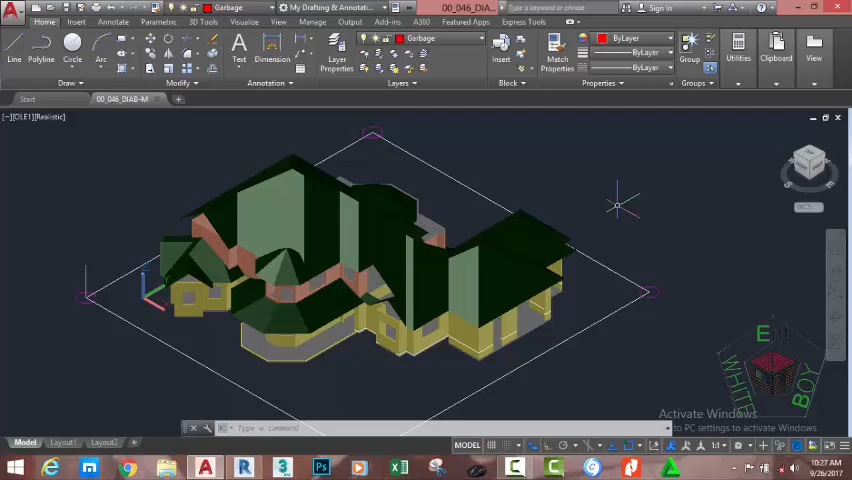 Garbage
My Drafting & Annotati...
00_046_DIA...
Type a keyword or phrase
Sign In
Home Insert Annotate Parametric 3D Tools Visualize View Manage Output Add-ins A360 Featured Apps Express Tools
Line Polyline Circle Arc
Text Dimension
Layer Properties
Garbage
Insert
Match Properties
ByLayer
ByLayer
ByLayer
Group
Utilities Clipboard View
Draw Modify Annotation Layers Block Properties Groups
Start 00_046_DIAB-M
[−][OLE1][Realistic]
Ent
WHITE
BOY
Activate Windows
to PC settings to activate Windows.
Type a command
Model Layout1 Layout2
MODEL 1:1
10:27 AM
9/26/2017